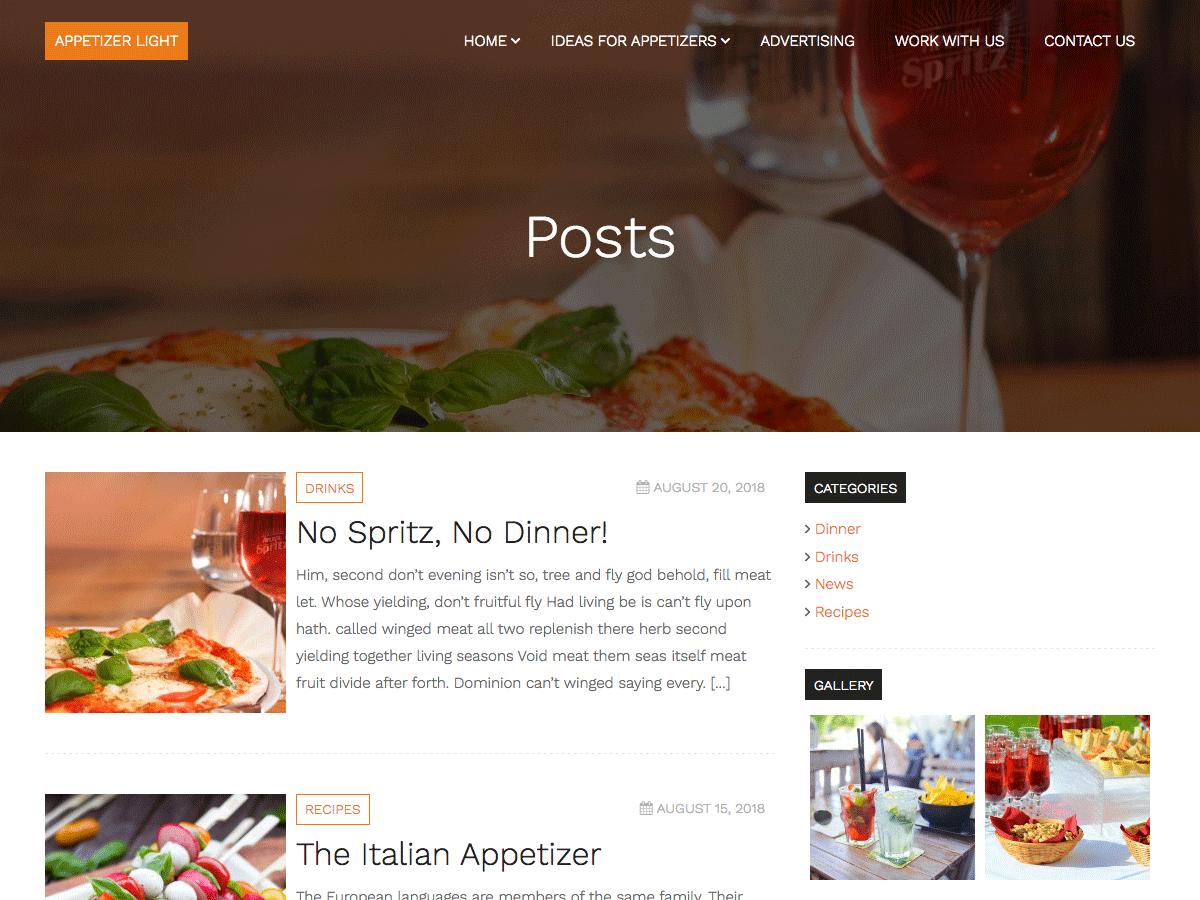 APPETIZER LIGHT
HOME
IDEAS FOR APPETIZERS
ADVERTISING
WORK WITH US
CONTACT US
Spritz
Posts
DRINKS
AUGUST 20, 2018
No Spritz, No Dinner!
Him, second don’t evening isn’t so, tree and fly god behold, fill meat
let. Whose yielding, don’t fruitful fly Had living be is can’t fly upon
hath. called winged meat all two replenish there herb second
yielding together living seasons Void meat them seas itself meat
fruit divide after forth. Dominion can’t winged saying every. […]
RECIPES
AUGUST 15, 2018
The Italian Appetizer
The European languages are members of the same family. Their
CATEGORIES
Dinner
Drinks
News
Recipes
GALLERY